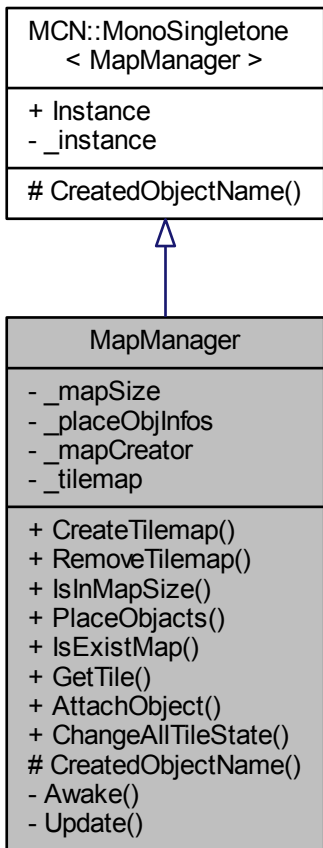 MCN::MonoSingletone
< MapManager >
+ Instance
- _instance
# CreatedObjectName()
MapManager
- _mapSize
- _placeObjInfos
- _mapCreator
- _tilemap
+ CreateTilemap()
+ RemoveTilemap()
+ IsInMapSize()
+ PlaceObjacts()
+ IsExistMap()
+ GetTile()
+ AttachObject()
+ ChangeAllTileState()
# CreatedObjectName()
- Awake()
- Update()